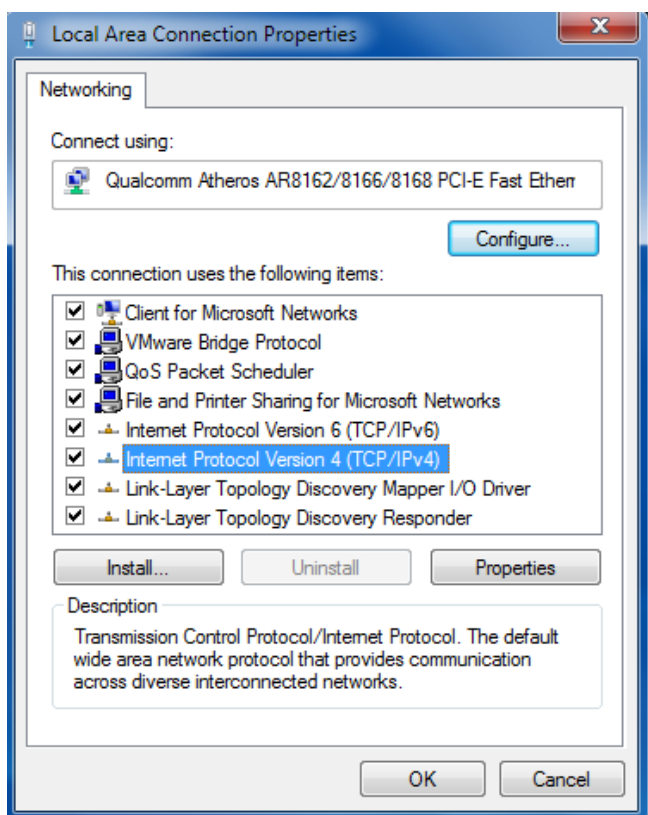 Local Area Connection Properties
Networking
Connect using:
Qualcomm Atheros AR8162/8166/8168 PCI-E Fast
Configure...
This connection uses the following items:
Client for Microsoft Networks
VMware Bridge Protocol
QoS Packet Scheduler
File and Printer Sharing for Microsoft Networks
Internet Protocol Version 6 (TCP/IPv6)
Internet Protocol Version 4 (TCP/IPv4)
Link-Layer Topology Discovery Mapper I/O Driver
Link-Layer Topology Discovery Responder
Install...
Uninstall
Properties
Description
Transmission Control Protocol/Internet Protocol. The default
wide area network protocol that provides communication
across diverse interconnected networks.
OK
Cancel